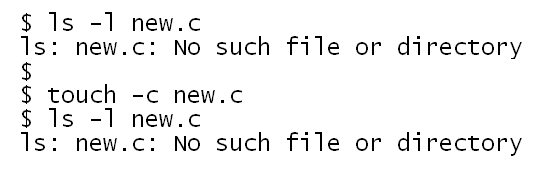 $ ls -l new.c
ls: new.c: No such file or directory
$
$ touch -c new.c
$ ls -l new.c
ls: new.c: No such file or directory